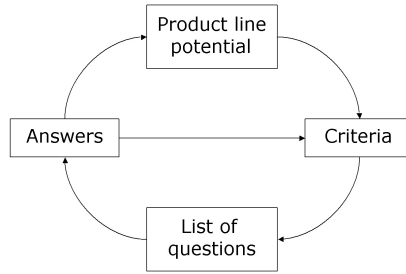 Product line
potential
Answers
Criteria
List of
questions